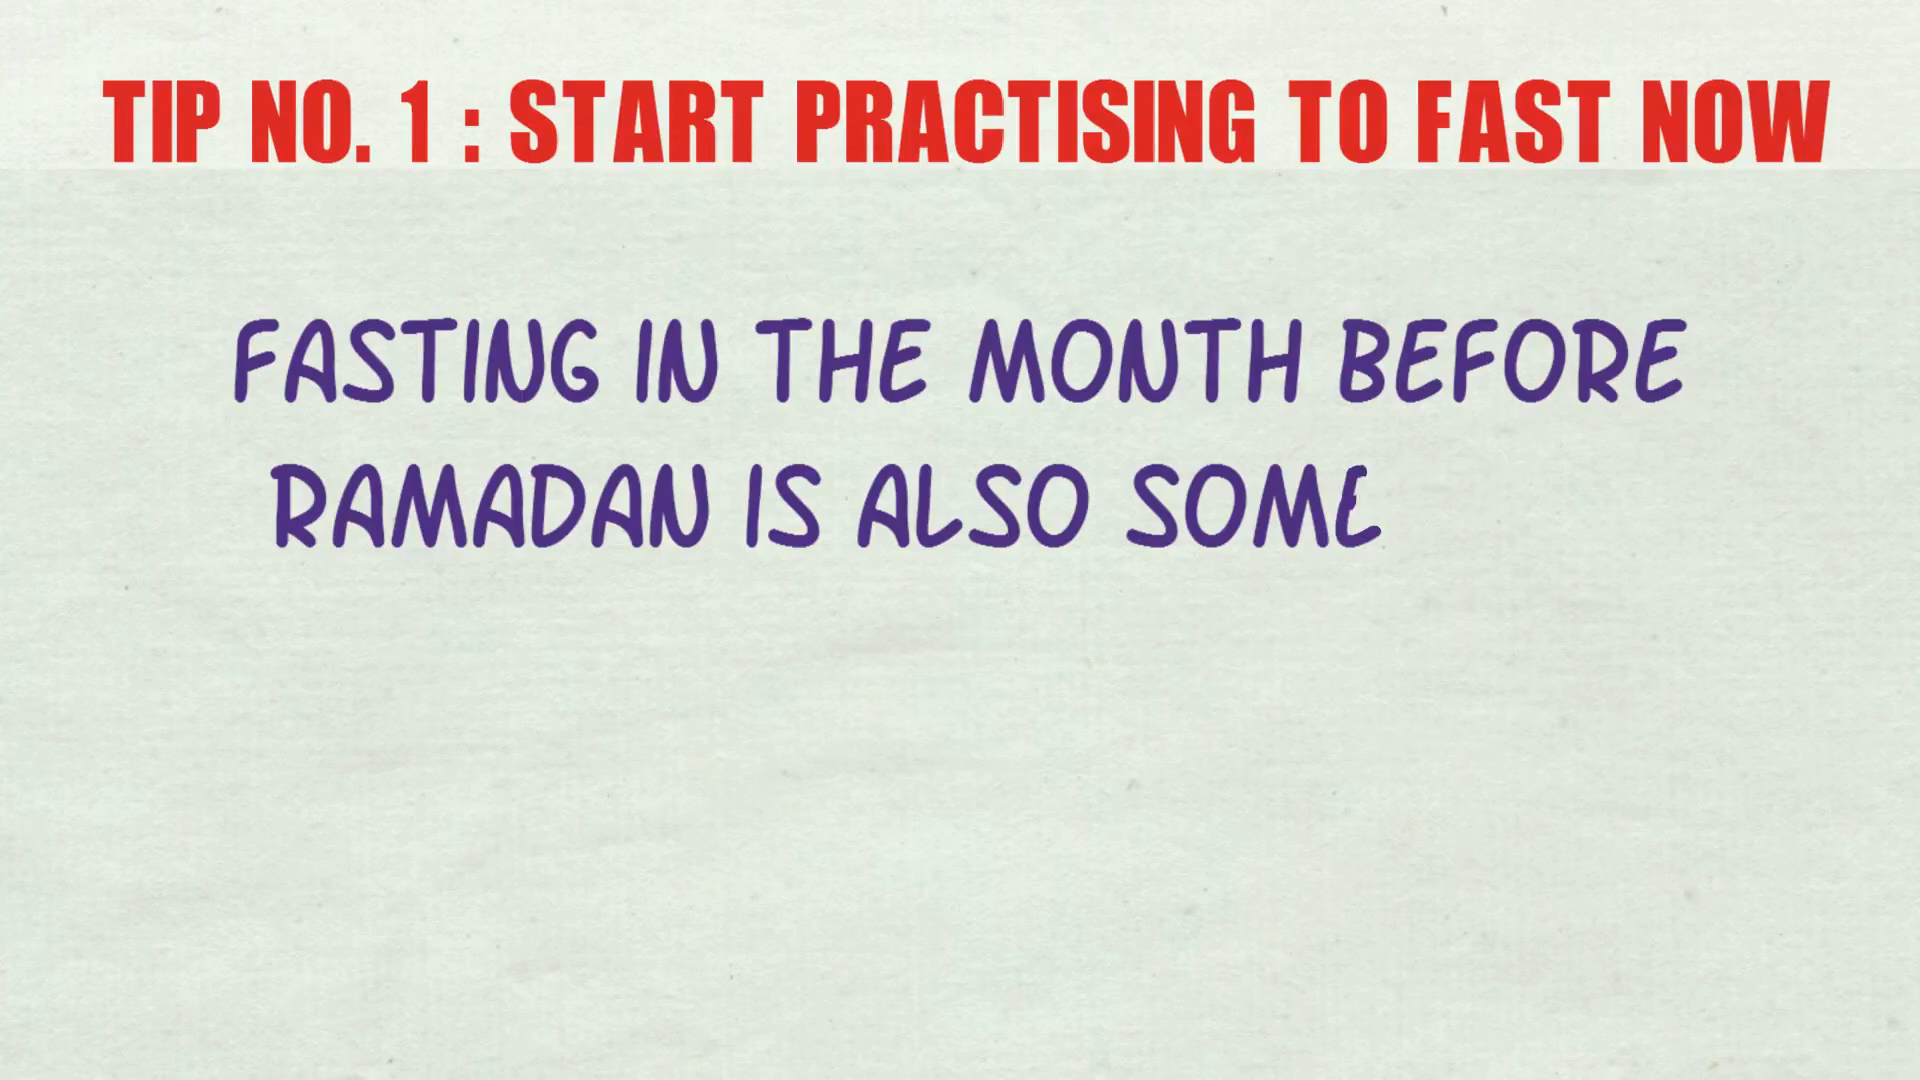 TIP NO. 1 : START PRACTISING TO FAST NOW
FASTING IN THE MONTH BEFORE
RAMADAN IS ALSO SOME